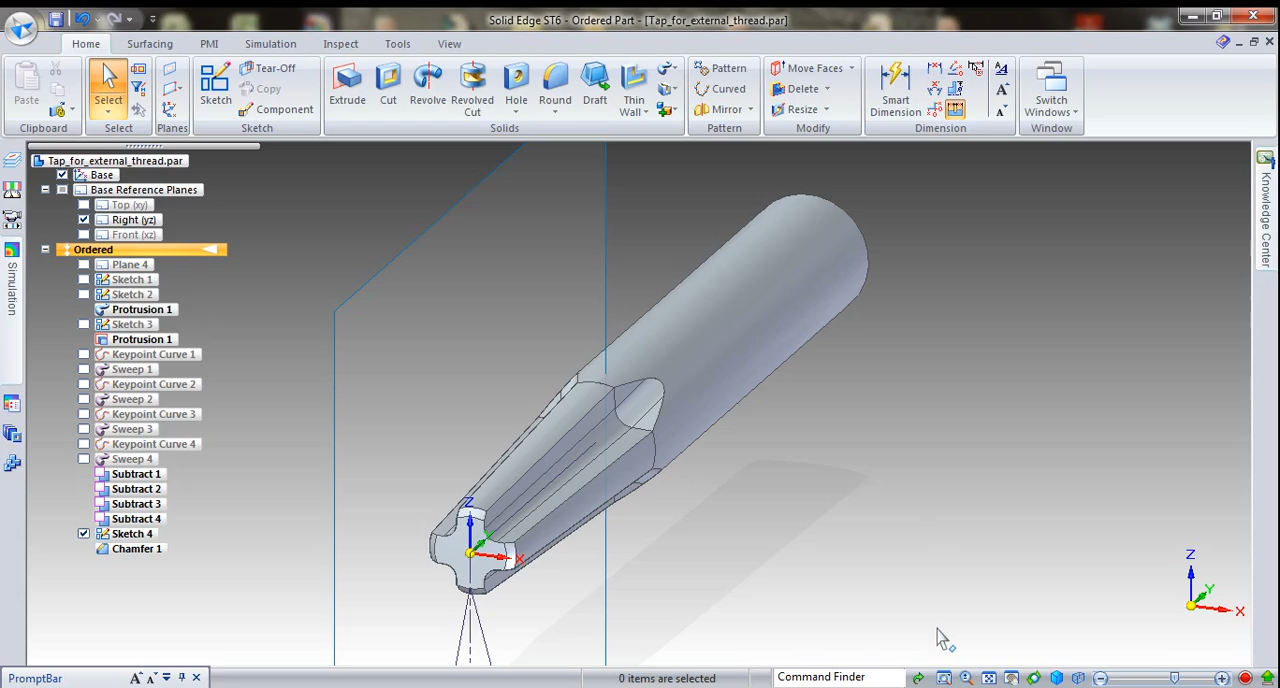 Solid Edge ST6 - Ordered Part - [Tap_for_external_thread.par]
Home Surfacing PMI Simulation Inspect Tools View
Paste
Clipboard
Select
Select
Planes
Sketch
Tear-Off
Copy
Component
Sketch
Extrude
Cut
Revolve
Revolved Cut
Hole
Round
Draft
Thin Wall
Solids
Pattern
Curved
Mirror
Pattern
Move Faces
Delete
Resize
Modify
Smart Dimension
Dimension
Switch Windows
Window
Tap_for_external_thread.par
Base
Base Reference Planes
Top (xy)
Right (yz)
Front (xz)
Ordered
Plane 4
Sketch 1
Sketch 2
Protrusion 1
Sketch 3
Protrusion 1
Keypoint Curve 1
Sweep 1
Keypoint Curve 2
Sweep 2
Keypoint Curve 3
Sweep 3
Keypoint Curve 4
Sweep 4
Subtract 1
Subtract 2
Subtract 3
Subtract 4
Sketch 4
Chamfer 1
Simulation
Knowledge Center
Z
X
Z
Y
X
PromptBar
0 items are selected
Command Finder